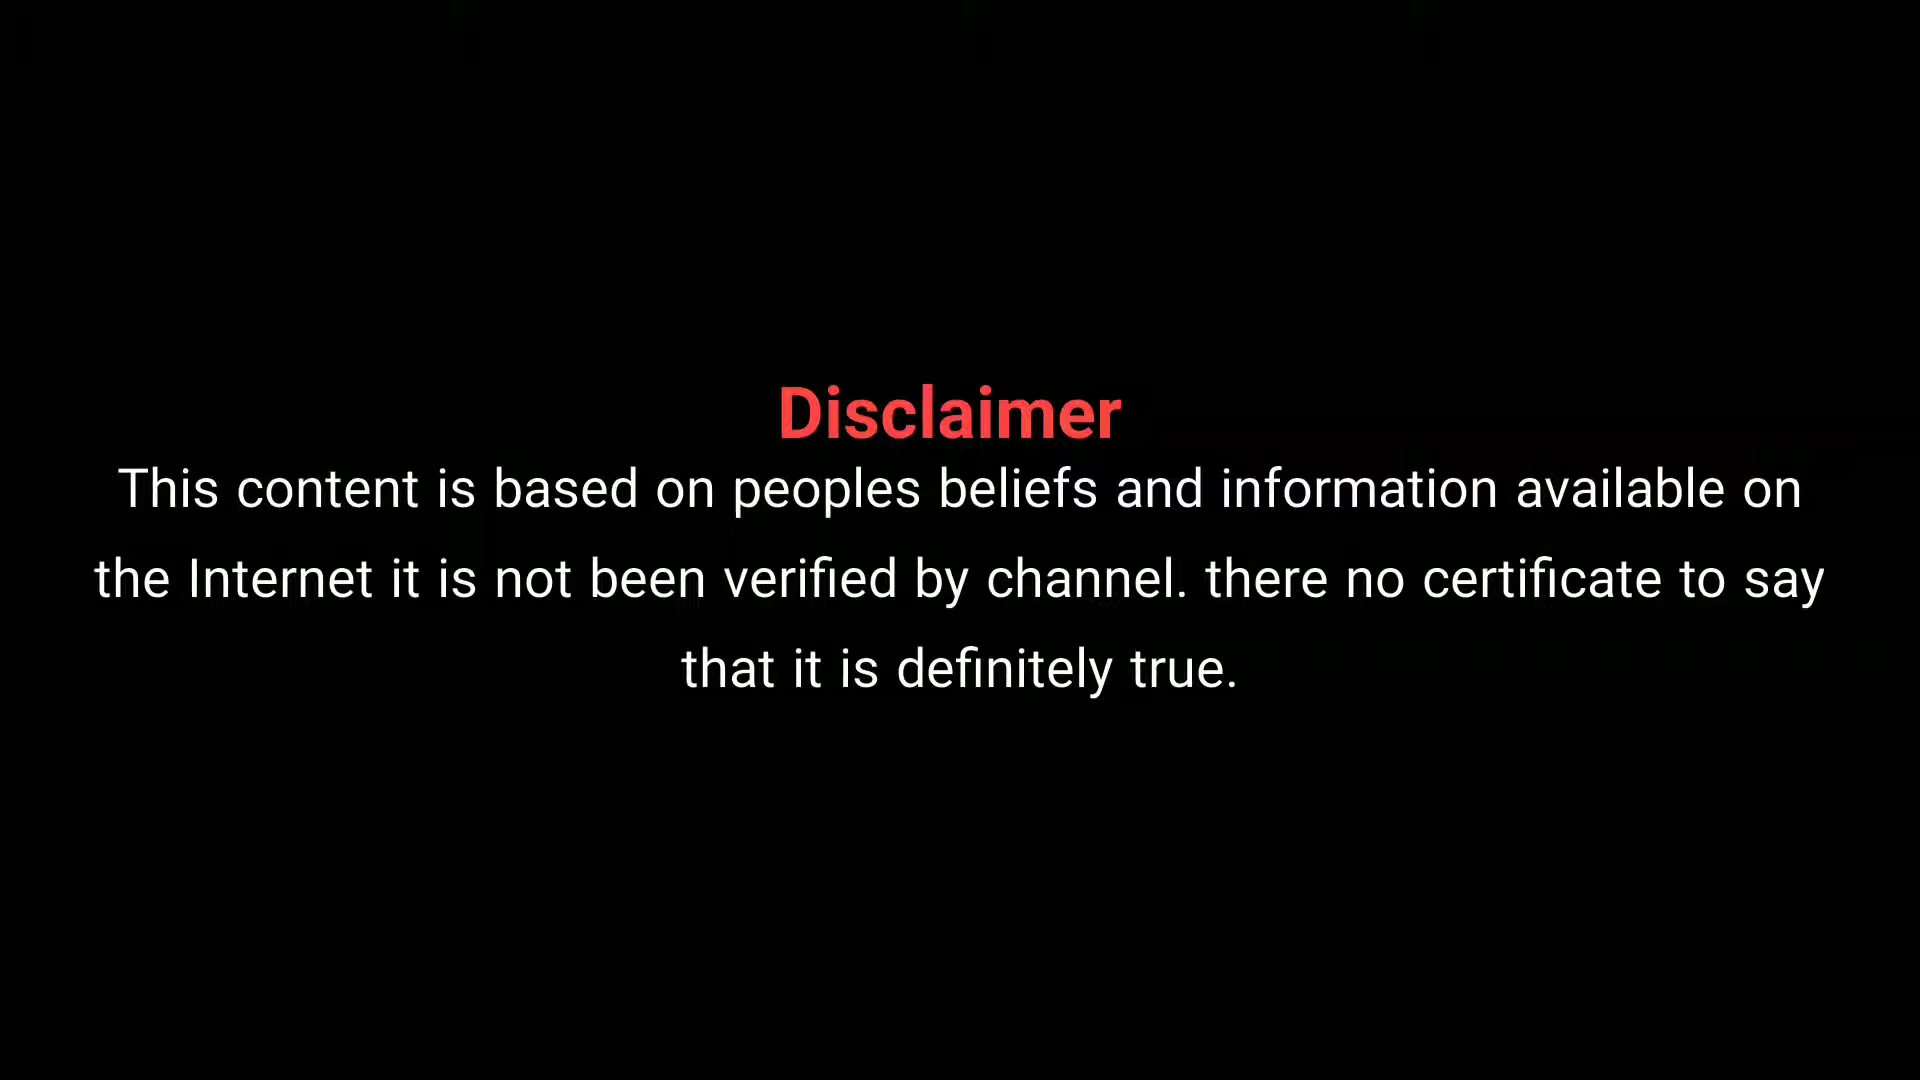 Disclaimer
This content is based on peoples beliefs and information available on
the Internet it is not been verified by channel. there no certificate to say
that it is definitely true.